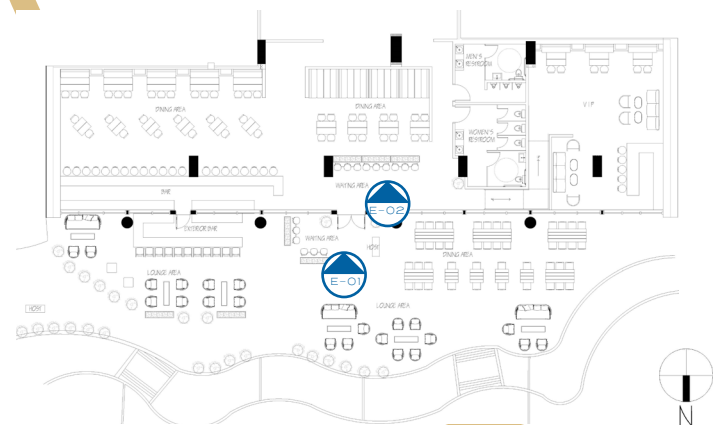 MEN'S
RESTROOM
DINING AREA
DINING AREA
VIP
WOMEN'S
RESTROOM
WAITING AREA
BAR
E-02
EXTERIOR BAR
WAITING AREA
HOST
DINING AREA
LOUNGE AREA
E-01
LOUNGE AREA
HOST
N